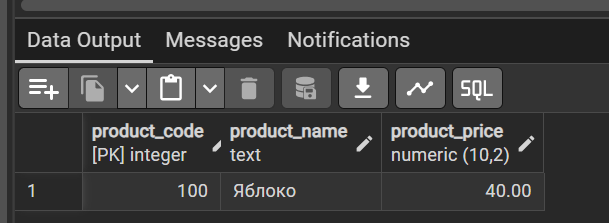 Data Output Messages Notifications
SQL
product_code product_name product_price
[PK] integer text numeric (10,2)
1 100 Яблоко 40.00